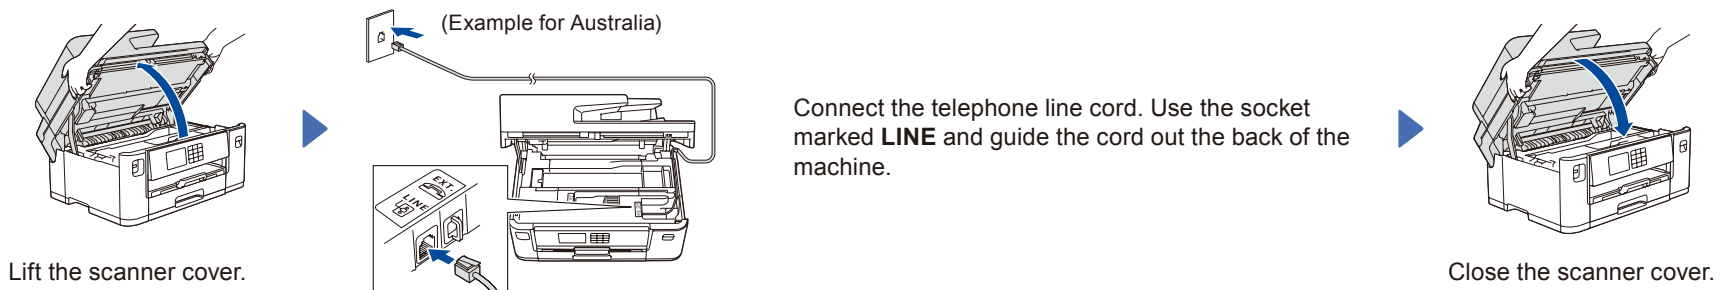 Lift the scanner cover.
(Example for Australia)
EXT.
LINE
Connect the telephone line cord. Use the socket
marked LINE and guide the cord out the back of the
machine.
Close the scanner cover.